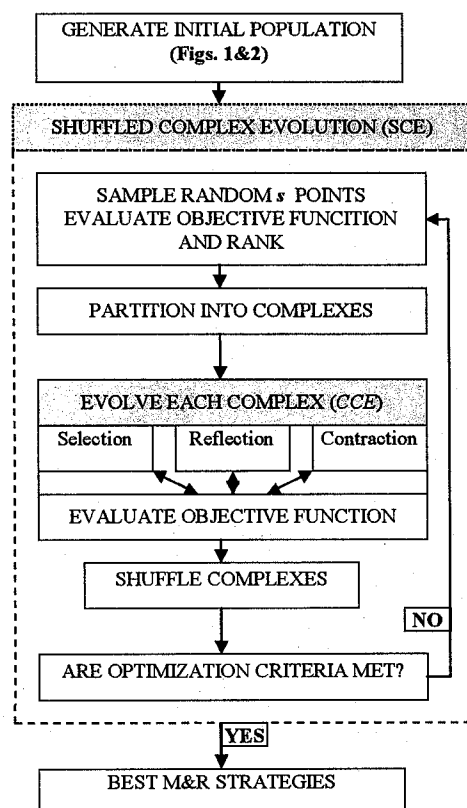 GENERATE INITIAL POPULATION
(Figs. 1&2)
SHUFFLED COMPLEX EVOLUTION (SCE)
SAMPLE RANDOM s POINTS
EVALUATE OBJECTIVE FUNCITION
AND RANK
PARTITION INTO COMPLEXES
EVOLVE EACH COMPLEX (CCE)
Selection Reflection Contraction
EVALUATE OBJECTIVE FUNCTION
SHUFFLE COMPLEXES
NO
ARE OPTIMIZATION CRITERIA MET?
YES
BEST M&R STRATEGIES